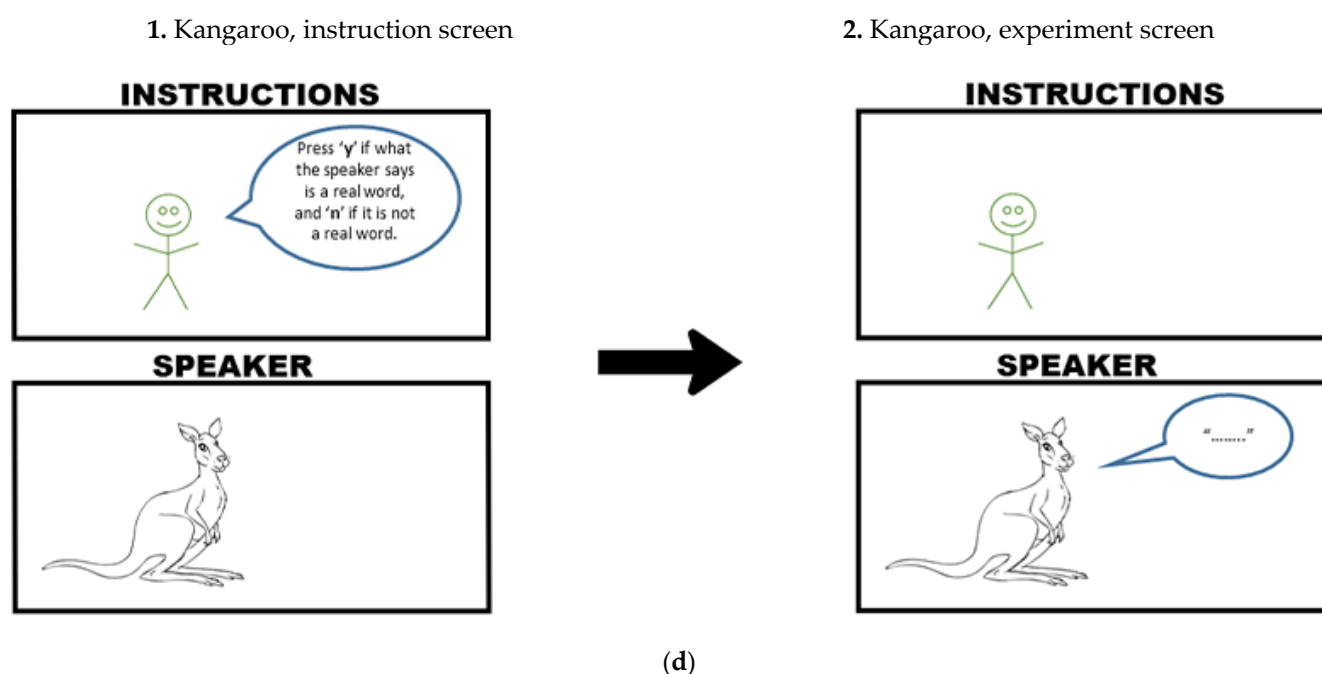 1. Kangaroo, instruction screen
2. Kangaroo, experiment screen
INSTRUCTIONS
Press ‘y’ if what
the speaker says
is a real word,
and ‘n’ if it is not
a real word.
SPEAKER
INSTRUCTIONS
SPEAKER
“........”
(d)